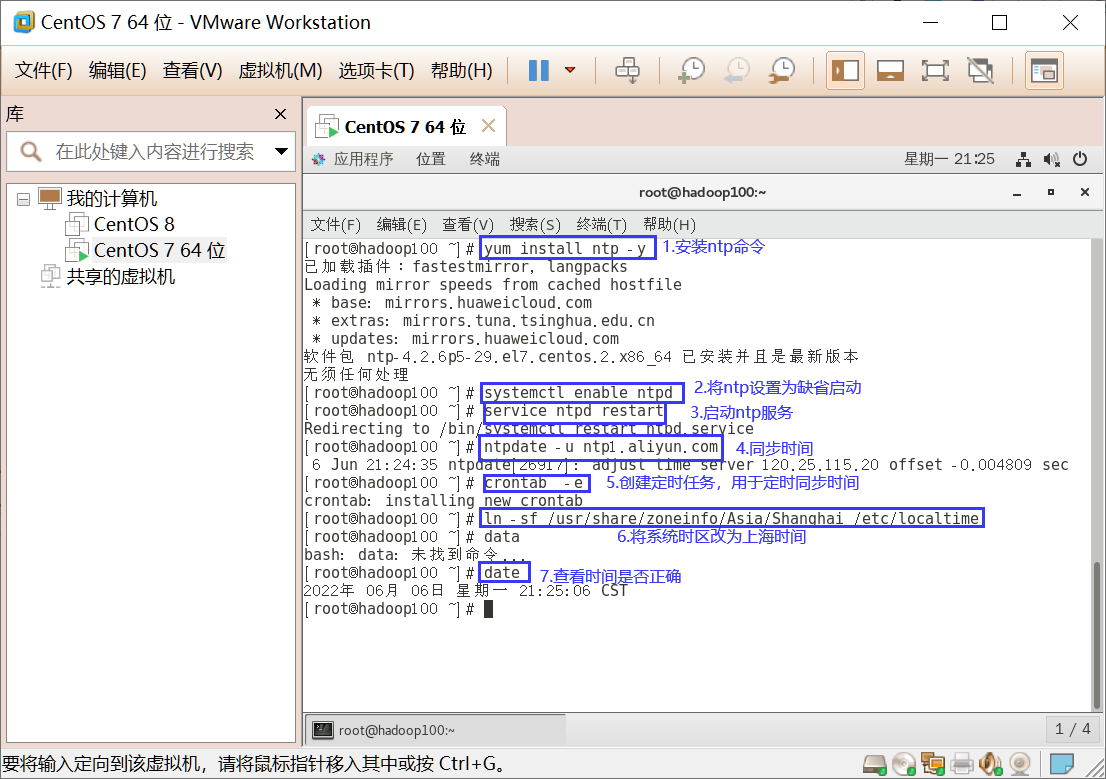 CentOS 7 64 位 - VMware Workstation
文件(F) 编辑(E) 查看(V) 虚拟机(M) 选项卡(T) 帮助(H)
库
在此处键入内容进行搜索
我的计算机
CentOS 8
CentOS 7 64 位
共享的虚拟机
CentOS 7 64 位
应用程序 位置 终端 星期一 21:25
root@hadoop100:~
文件(F) 编辑(E) 查看(V) 搜索(S) 终端(T) 帮助(H)
[root@hadoop100 ~]# yum install ntp -y 1.安装ntp命令
已加载插件：fastestmirror, langpacks
Loading mirror speeds from cached hostfile
* base: mirrors.huaweicloud.com
* extras: mirrors.tuna.tsinghua.edu.cn
* updates: mirrors.huaweicloud.com
软件包 ntp-4.2.6p5-29.el7.centos.2.x86_64 已安装并且是最新版本
无须任何处理
[root@hadoop100 ~]# systemctl enable ntpd 2.将ntp设置为缺省启动
[root@hadoop100 ~]# service ntpd restart 3.启动ntp服务
Redirecting to /bin/systemctl restart ntpd.service
[root@hadoop100 ~]# ntpdate -u ntp1.aliyun.com 4.同步时间
6 Jun 21:24:35 ntpdate[26917]: adjust time server 120.25.115.20 offset -0.004809 sec
[root@hadoop100 ~]# crontab -e 5.创建定时任务，用于定时同步时间
crontab: installing new crontab
[root@hadoop100 ~]# ln -sf /usr/share/zoneinfo/Asia/Shanghai /etc/localtime
[root@hadoop100 ~]# data 6.将系统时区改为上海时间
bash: data: 未找到命令...
[root@hadoop100 ~]# date 7.查看时间是否正确
2022年 06月 06日 星期一 21:25:06 CST
[root@hadoop100 ~]#
root@hadoop100:~ 1 / 4
要将输入定向到该虚拟机，请将鼠标指针移入其中或按 Ctrl+G。